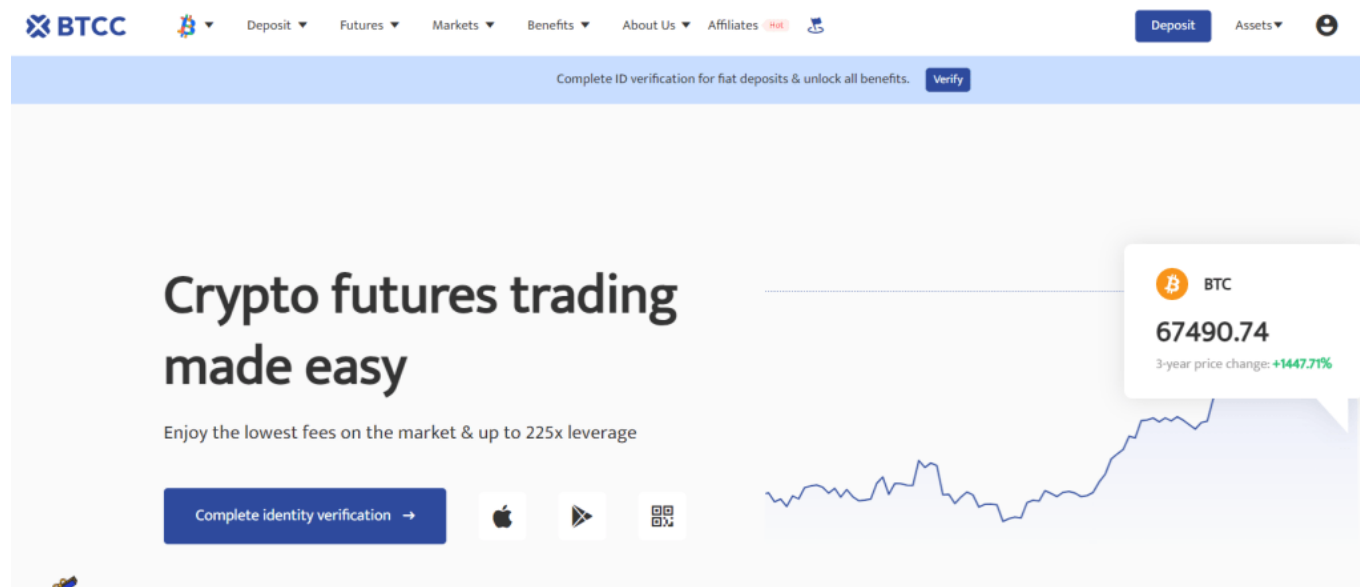 BTCC
Deposit
Futures
Markets
Benefits
About Us
Affiliates
Hot
Deposit
Assets
Complete ID verification for fiat deposits & unlock all benefits.
Verify
BTC
67490.74
3-year price change: +1447.71%
Crypto futures trading
made easy
Enjoy the lowest fees on the market & up to 225x leverage
Complete identity verification →